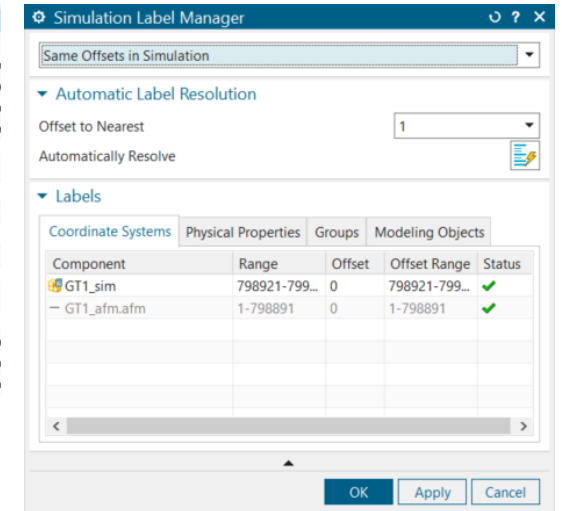 Simulation Label Manager
Same Offsets in Simulation
Automatic Label Resolution
Offset to Nearest 1
Automatically Resolve
Labels
Coordinate Systems Physical Properties Groups Modeling Objects
Component Range Offset Offset Range Status
GT1_sim 798921-799... 0 798921-799...
GT1_afm.afm 1-798891 0 1-798891
OK Apply Cancel